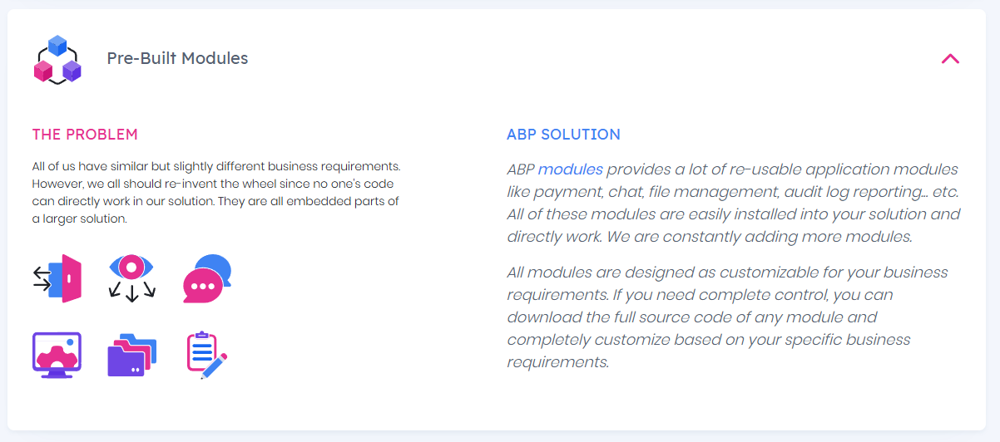 Pre-Built Modules
THE PROBLEM
All of us have similar but slightly different business requirements.
However, we all should re-invent the wheel since no one's code
can directly work in our solution. They are all embedded parts of
a larger solution.
ABP SOLUTION
ABP modules provides a lot of re-usable application modules
like payment, chat, file management, audit log reporting... etc.
All of these modules are easily installed into your solution and
directly work. We are constantly adding more modules.
All modules are designed as customizable for your business
requirements. If you need complete control, you can
download the full source code of any module and
completely customize based on your specific business
requirements.